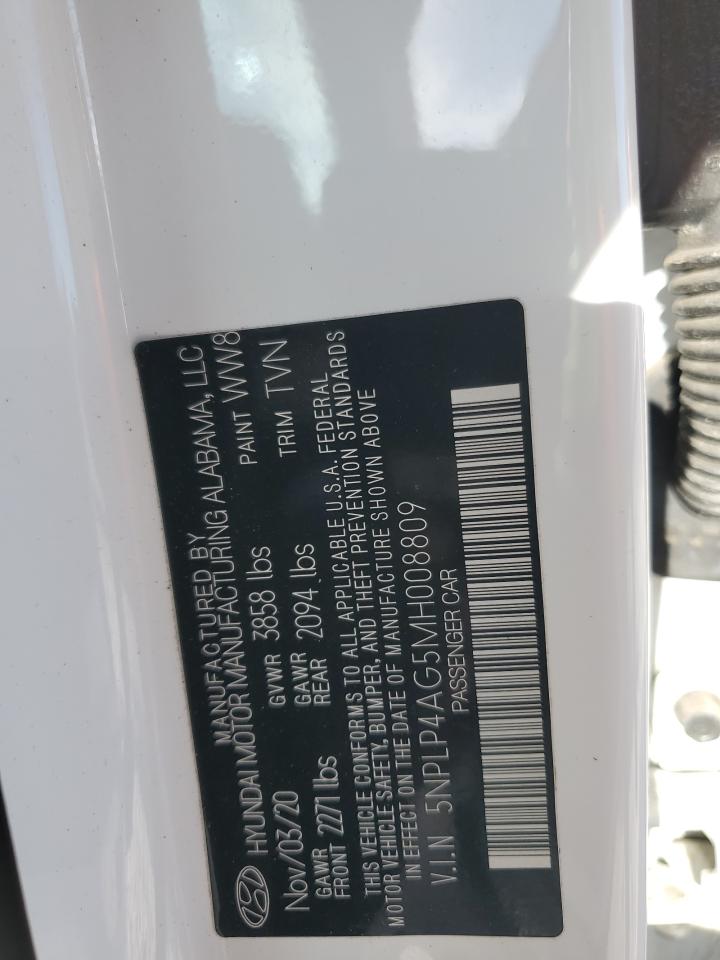 MANUFACTURED BY
HYUNDAI MOTOR MANUFACTURING ALABAMA, LLC
Nov/03/20 GVWR 3858 lbs PAINT WW8
GAWR FRONT 2271 lbs GAWR REAR 2094 lbs TRIM TVN
THIS VEHICLE CONFORMS TO ALL APPLICABLE U.S.A. FEDERAL
MOTOR VEHICLE SAFETY, BUMPER, AND THEFT PREVENTION STANDARDS
IN EFFECT ON THE DATE OF MANUFACTURE SHOWN ABOVE
V.I.N 5NPLP4AG5MH008809
PASSENGER CAR